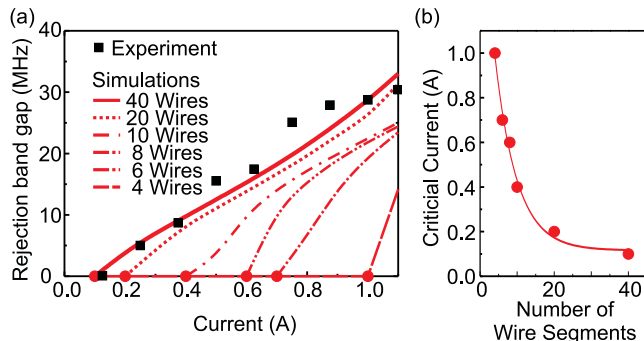 (a)
Rejection band gap (MHz)
40
30
20
10
0
Experiment
Simulations
40 Wires
20 Wires
10 Wires
8 Wires
6 Wires
4 Wires
0.0 0.2 0.4 0.6 0.8 1.0
Current (A)
(b)
Criticial Current (A)
1.0
0.8
0.6
0.4
0.2
0.0
0 20 40
Number of
Wire Segments